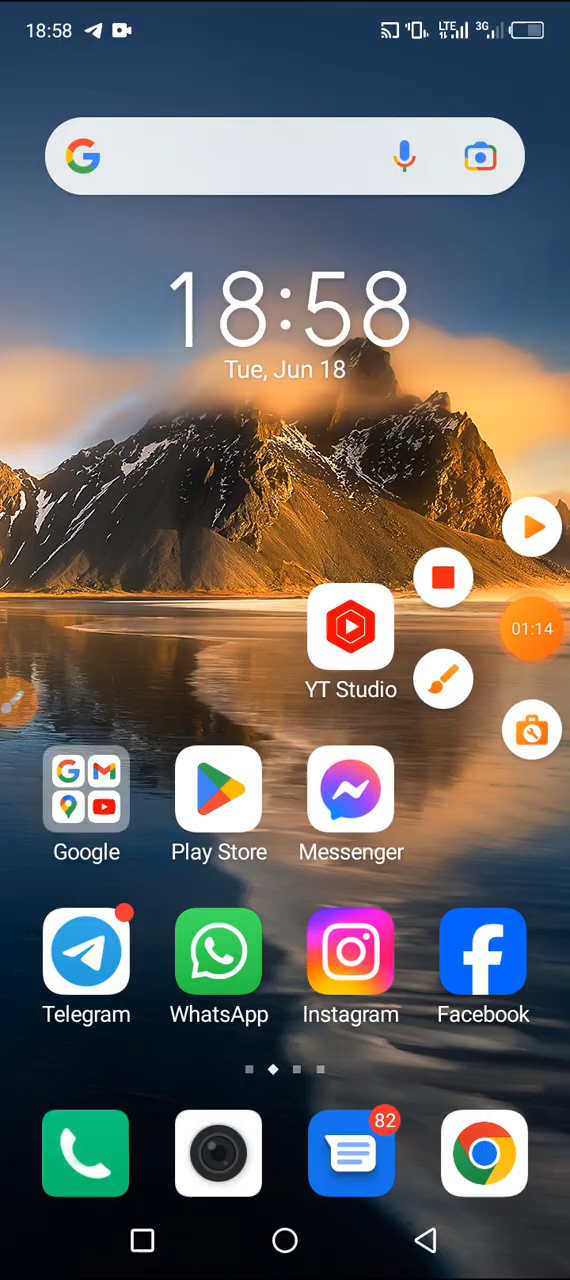 18:58
LTE
3G
18:58
Tue, Jun 18
01:14
YT Studio
Google
Play Store
Messenger
Telegram
WhatsApp
Instagram
Facebook
82